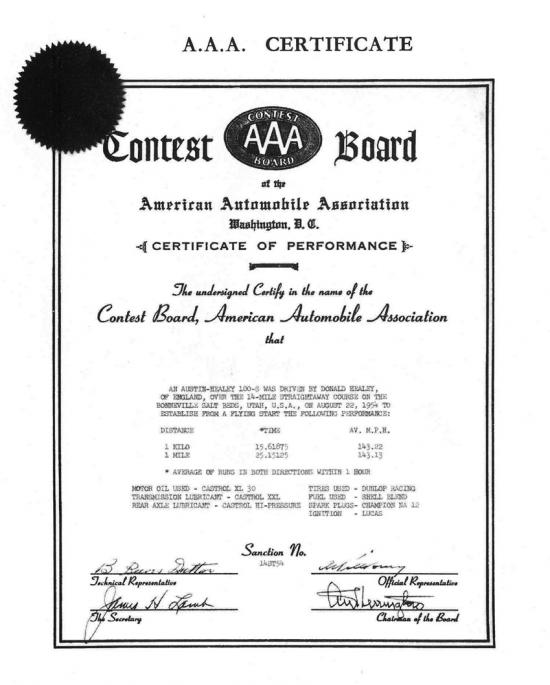 A.A.A. CERTIFICATE
Contest Board
CONTEST
AAA
BOARD
of the
American Automobile Association
Washington, D. C.
CERTIFICATE OF PERFORMANCE
The undersigned Certify in the name of the
Contest Board, American Automobile Association
that
AN AUSTIN-HEALEY 100-S WAS DRIVEN BY DONALD HEALEY,
OF ENGLAND, OVER THE 14-MILE STRAIGHTAWAY COURSE ON THE
BONNEVILLE SALT BEDS, UTAH, U.S.A., ON AUGUST 22, 1954 TO
ESTABLISH FROM A FLYING START THE FOLLOWING PERFORMANCE:
DISTANCE *TIME AV. M.P.H.
1 KILO 15.61875 143.22
1 MILE 25.15125 143.13
* AVERAGE OF RUNS IN BOTH DIRECTIONS WITHIN 1 HOUR
MOTOR OIL USED - CASTROL XL 30 TIRES USED - DUNLOP RACING
TRANSMISSION LUBRICANT - CASTROL XXL FUEL USED - SHELL BLEND
REAR AXLE LUBRICANT - CASTROL HI-PRESSURE SPARK PLUGS- CHAMPION NA 12
IGNITION - LUCAS
Sanction No.
148T54
Technical Representative Official Representative
James H Lamb
The Secretary Chairman of the Board